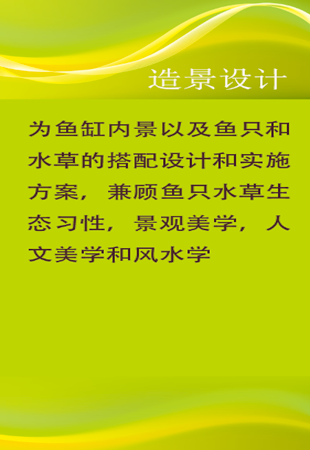 造景设计
为鱼缸内景以及鱼只和
水草的搭配设计和实施
方案，兼顾鱼只水草生
态习性，景观美学，人
文美学和风水学